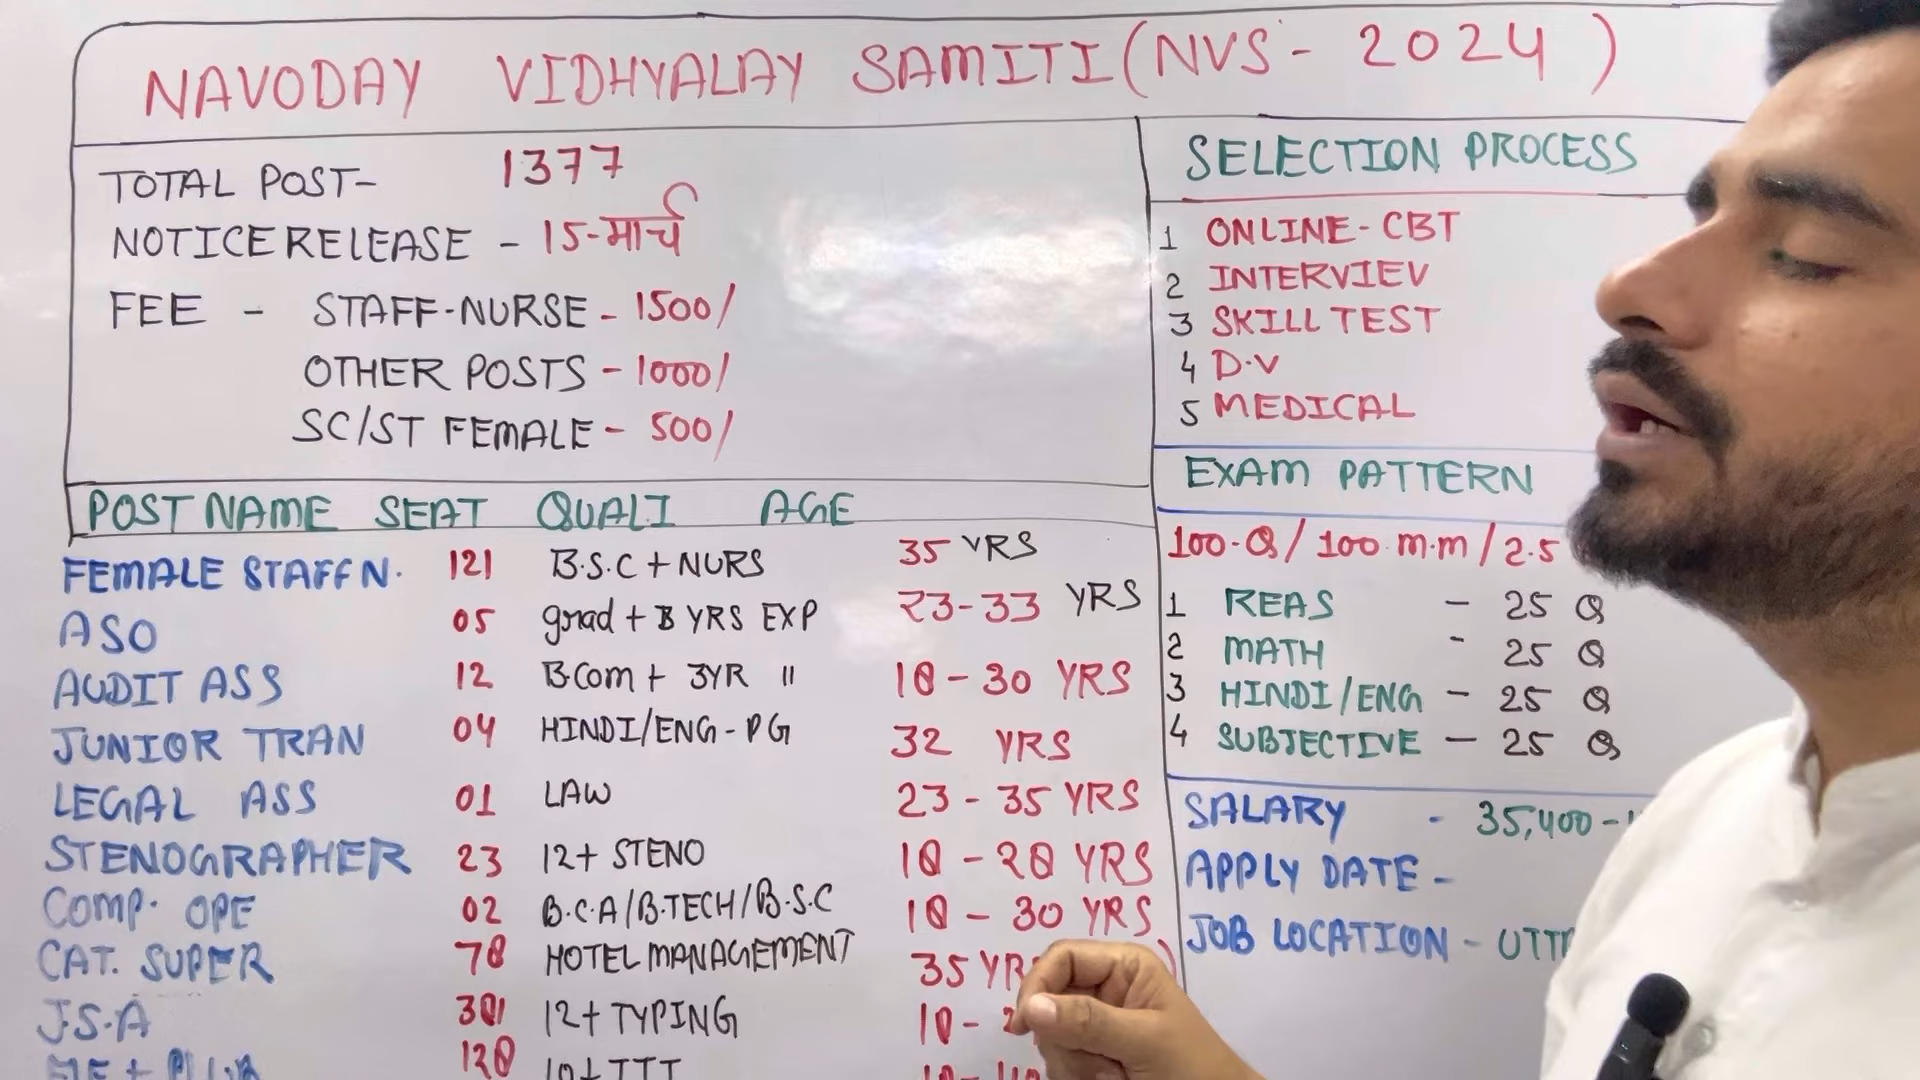 NAVODAY VIDHYALAY SAMITI (NVS - 2024)
TOTAL POST- 1377
NOTICE RELEASE - 15-मार्च
FEE - STAFF-NURSE - 1500/
OTHER POSTS - 1000/
SC/ST FEMALE - 500/
POST NAME SEAT QUALI AGE
FEMALE STAFF N. 121 B.S.C + NURS 35 YRS
ASO 05 grad + 3 YRS EXP 23-33 YRS
AUDIT ASS 12 B.Com + 3YR " 18-30 YRS
JUNIOR TRAN 04 HINDI/ENG-PG 32 YRS
LEGAL ASS 01 LAW 23-35 YRS
STENOGRAPHER 23 12+ STENO 18-28 YRS
COMP. OPE 02 B.C.A/B.TECH/B.S.C 18-30 YRS
CAT. SUPER 78 HOTEL MANAGEMENT 35 YRS
J.S.A 381 12+ TYPING 18-2
128 10+ITI
SELECTION PROCESS
1 ONLINE-CBT
2 INTERVIEV
3 SKILL TEST
4 D.V
5 MEDICAL
EXAM PATTERN
100-Q/100 m.m/2.5
1 REAS - 25 Q
2 MATH - 25 Q
3 HINDI/ENG - 25 Q
4 SUBJECTIVE - 25 Q
SALARY - 35,400-
APPLY DATE -
JOB LOCATION -